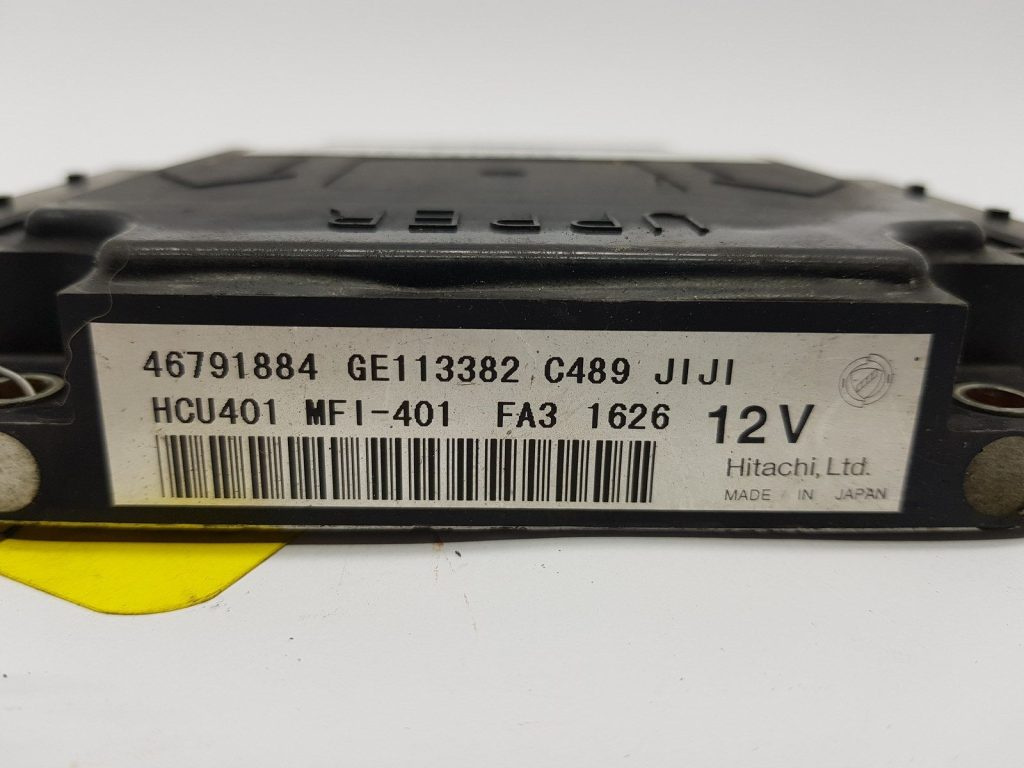 UPPER
46791884 GE113382 C489 JIJI
HCU401 MFI-401 FA3 1626 12V
Hitachi, Ltd.
MADE IN JAPAN